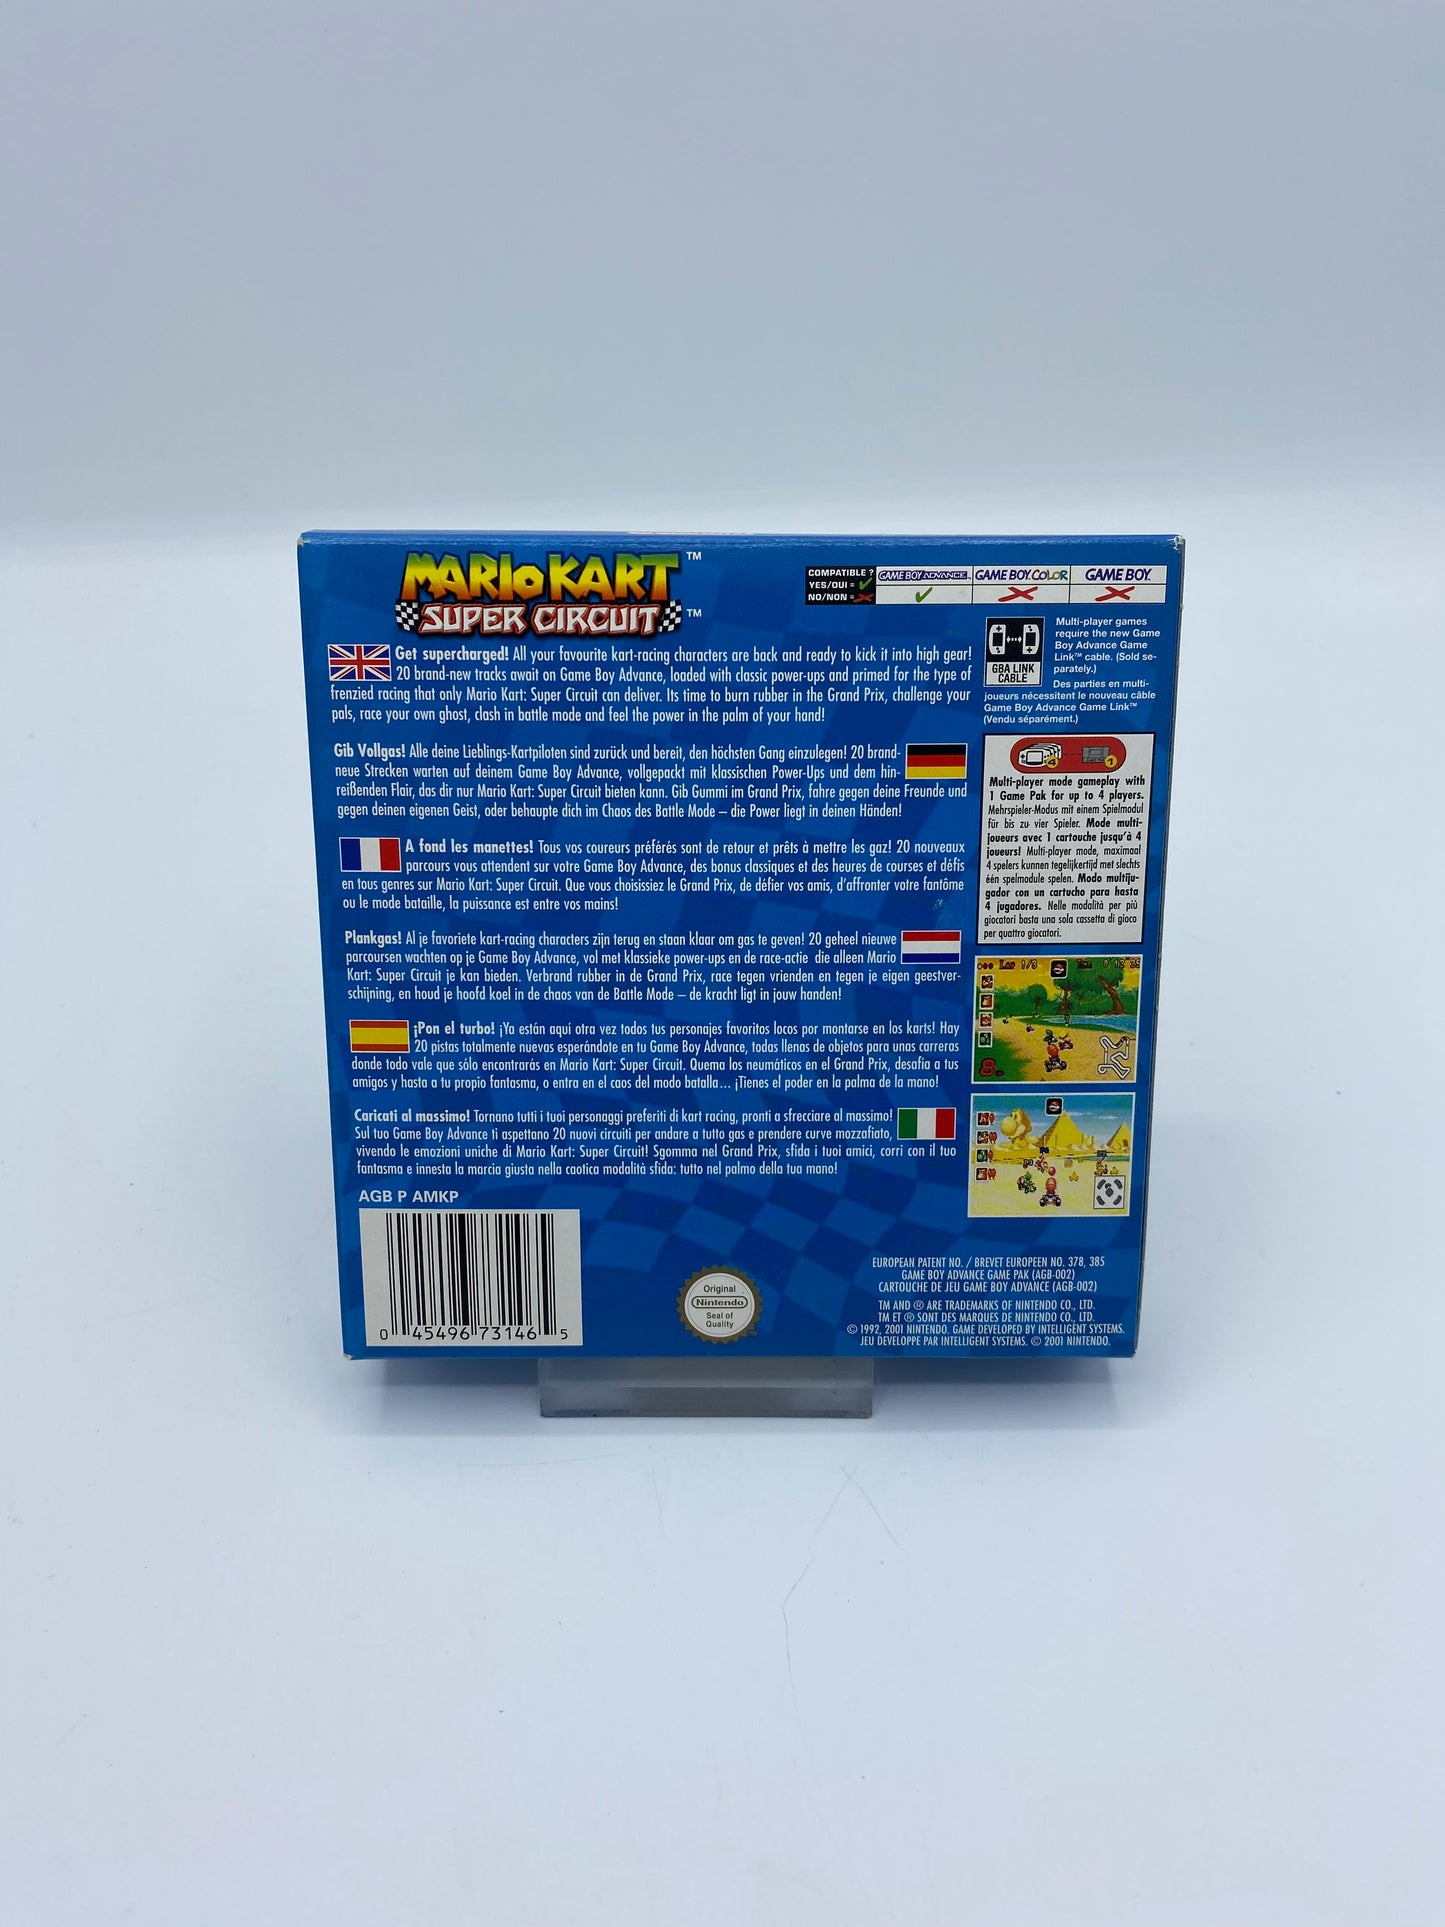 MARIO KART ™
SUPER CIRCUIT ™
COMPATIBLE ?
YES/OUI =
NO/NON =
GAME BOY ADVANCE™
GAME BOY COLOR
GAME BOY™
Get supercharged! All your favourite kart-racing characters are back and ready to kick it into high gear!
20 brand-new tracks await on Game Boy Advance, loaded with classic power-ups and primed for the type of
frenzied racing that only Mario Kart: Super Circuit can deliver. Its time to burn rubber in the Grand Prix, challenge your
pals, race your own ghost, clash in battle mode and feel the power in the palm of your hand!
Gib Vollgas! Alle deine Lieblings-Kartpiloten sind zurück und bereit, den höchsten Gang einzulegen! 20 brand-
neue Strecken warten auf deinem Game Boy Advance, vollgepackt mit klassischen Power-Ups und dem hin-
reißenden Flair, das dir nur Mario Kart: Super Circuit bieten kann. Gib Gummi im Grand Prix, fahre gegen deine Freunde und
gegen deinen eigenen Geist, oder behaupte dich im Chaos des Battle Mode – die Power liegt in deinen Händen!
A fond les manettes! Tous vos coureurs préférés sont de retour et prêts à mettre les gaz! 20 nouveaux
parcours vous attendent sur votre Game Boy Advance, des bonus classiques et des heures de courses et défis
en tous genres sur Mario Kart: Super Circuit. Que vous choisissiez le Grand Prix, de défier vos amis, d'affronter votre fantôme
ou le mode bataille, la puissance est entre vos mains!
Plankgas! Al je favoriete kart-racing characters zijn terug en staan klaar om gas te geven! 20 geheel nieuwe
parcoursen wachten op je Game Boy Advance, vol met klassieke power-ups en de race-actie die alleen Mario
Kart: Super Circuit je kan bieden. Verbrand rubber in de Grand Prix, race tegen vrienden en tegen je eigen geestver-
schijning, en houd je hoofd koel in de chaos van de Battle Mode – de kracht ligt in jouw handen!
¡Pon el turbo! ¡Ya están aquí otra vez todos tus personajes favoritos locos por montarse en los karts! Hay
20 pistas totalmente nuevas esperándote en tu Game Boy Advance, todas llenas de objetos para unas carreras
donde todo vale que sólo encontrarás en Mario Kart: Super Circuit. Quema los neumáticos en el Grand Prix, desafía a tus
amigos y hasta a tu propio fantasma, o entra en el caos del modo batalla... ¡Tienes el poder en la palma de la mano!
Caricati al massimo! Tornano tutti i tuoi personaggi preferiti di kart racing, pronti a sfrecciare al massimo!
Sul tuo Game Boy Advance ti aspettano 20 nuovi circuiti per andare a tutto gas e prendere curve mozzafiato,
vivendo le emozioni uniche di Mario Kart: Super Circuit! Sgomma nel Grand Prix, sfida i tuoi amici, corri con il tuo
fantasma e innesta la marcia giusta nella caotica modalità sfida: tutto nel palmo della tua mano!
AGB P AMKP
0 45496 73146 5
Original
Nintendo
Seal of
Quality
GBA LINK
CABLE
Multi-player games
require the new Game
Boy Advance Game
Link™ cable. (Sold se-
parately.)
Des parties en multi-
joueurs nécessitent le nouveau câble
Game Boy Advance Game Link™
(Vendu séparément.)
4
1
Multi-player mode gameplay with
1 Game Pak for up to 4 players.
Mehrspieler-Modus mit einem Spielmodul
für bis zu vier Spieler. Mode multi-
joueurs avec 1 cartouche jusqu'à 4
joueurs! Multi-player mode, maximaal
4 spelers kunnen tegelijkertijd met slechts
één spelmodule spelen. Modo multiju-
gador con un cartucho para hasta
4 jugadores. Nelle modalità per più
giocatori basta una sola cassetta di gioco
per quattro giocatori.
LAP 1/3
8
EUROPEAN PATENT NO. / BREVET EUROPEEN NO. 378, 385
GAME BOY ADVANCE GAME PAK (AGB-002)
CARTOUCHE DE JEU GAME BOY ADVANCE (AGB-002)
TM AND ® ARE TRADEMARKS OF NINTENDO CO., LTD.
TM ET ® SONT DES MARQUES DE NINTENDO CO., LTD.
© 1992, 2001 NINTENDO. GAME DEVELOPED BY INTELLIGENT SYSTEMS.
JEU DEVELOPPE PAR INTELLIGENT SYSTEMS. © 2001 NINTENDO.